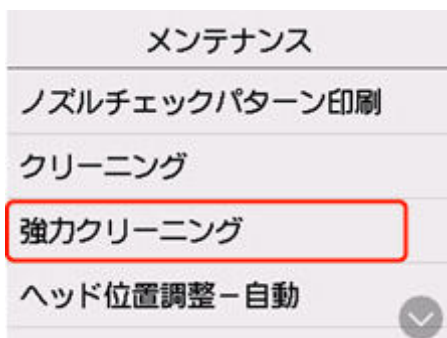 メンテナンス
ノズルチェックパターン印刷
クリーニング
強力クリーニング
ヘッド位置調整－自動